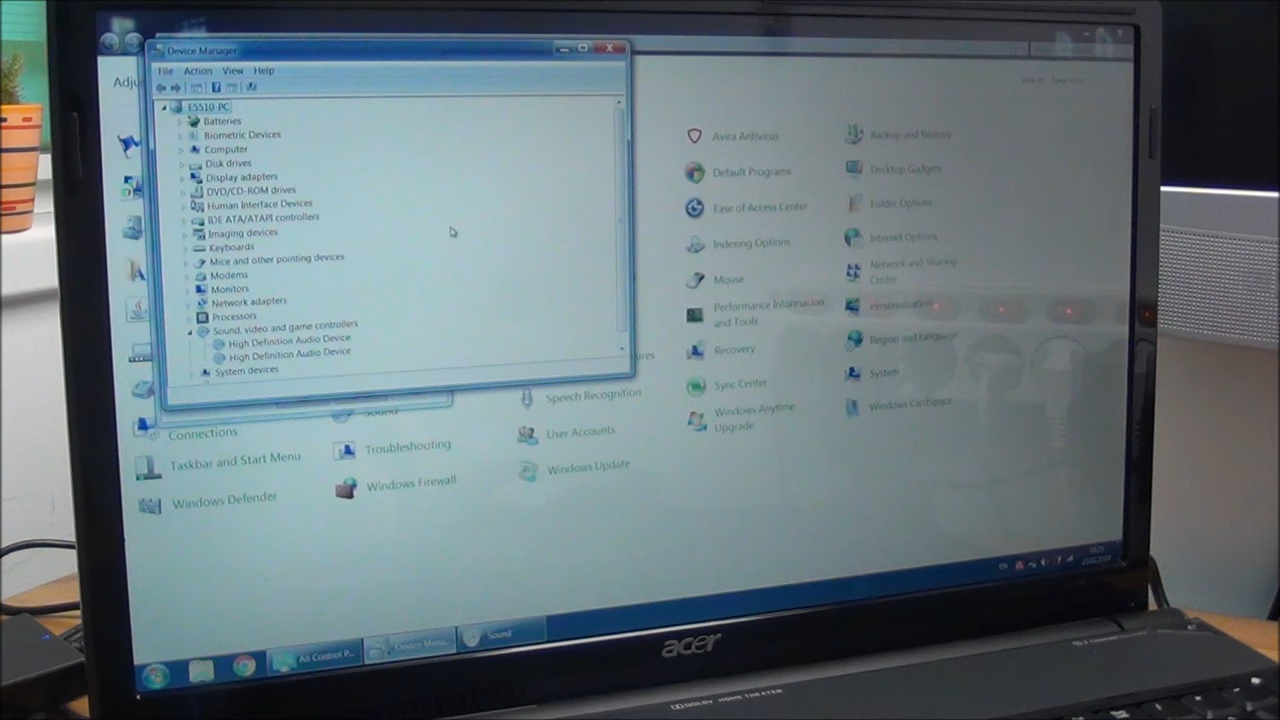 Device Manager
File Action View Help
E5510-PC
Batteries
Biometric Devices
Computer
Disk drives
Display adapters
DVD/CD-ROM drives
Human Interface Devices
IDE ATA/ATAPI controllers
Imaging devices
Keyboards
Mice and other pointing devices
Modems
Monitors
Network adapters
Processors
Sound, video and game controllers
High Definition Audio Device
High Definition Audio Device
System devices
Adju
Connections
Taskbar and Start Menu
Windows Defender
Sound
Troubleshooting
Windows Firewall
ures
Speech Recognition
User Accounts
Windows Update
Avira Antivirus
Default Programs
Ease of Access Center
Indexing Options
Mouse
Performance Information
and Tools
Recovery
Sync Center
Windows Anytime
Upgrade
Backup and Restore
Desktop Gadgets
Folder Options
Internet Options
Network and Sharing
Center
Personalization
Region and Language
System
Windows CardSpace
All Control P...
Device Mana...
Sound
EN
acer
DOLBY HOME THEATER